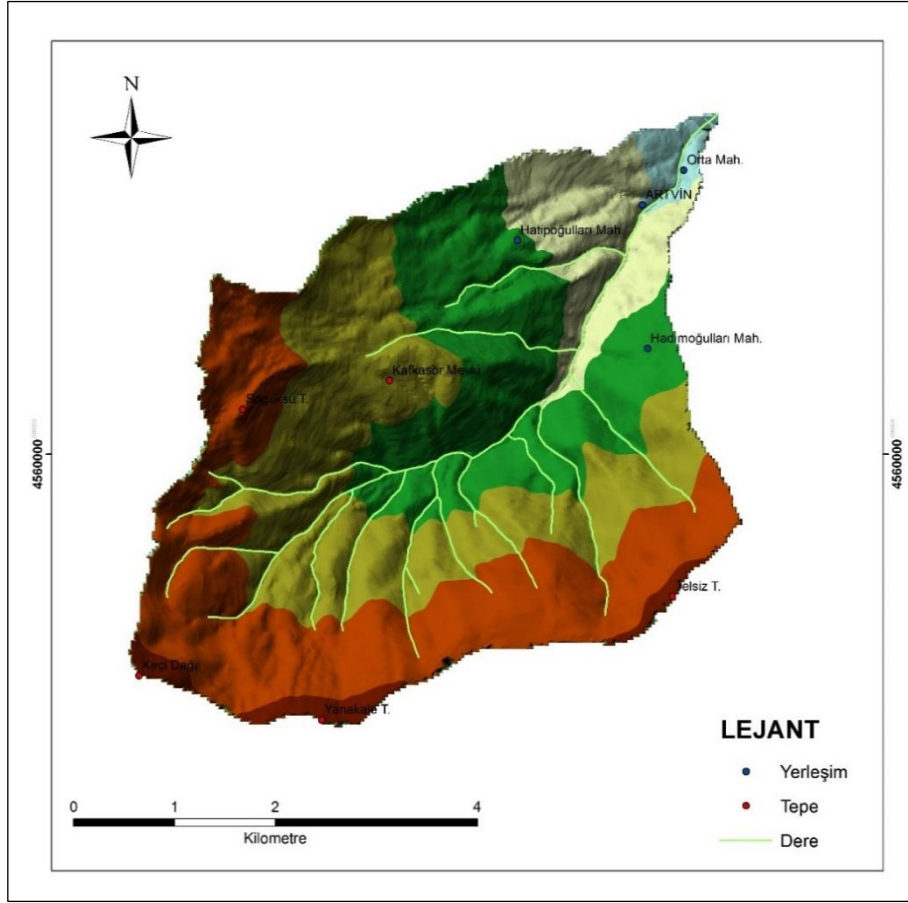 N
Orta Mah.
ARTVİN
Hatipoğulları Mah.
Hadimoğulları Mah.
Kafkasör Mevki
Soğuksu T.
4560000
4560000
Telsiz T.
Keçi Dağı
Yanakale T.
LEJANT
Yerleşim
Tepe
Dere
0 1 2 4
Kilometre